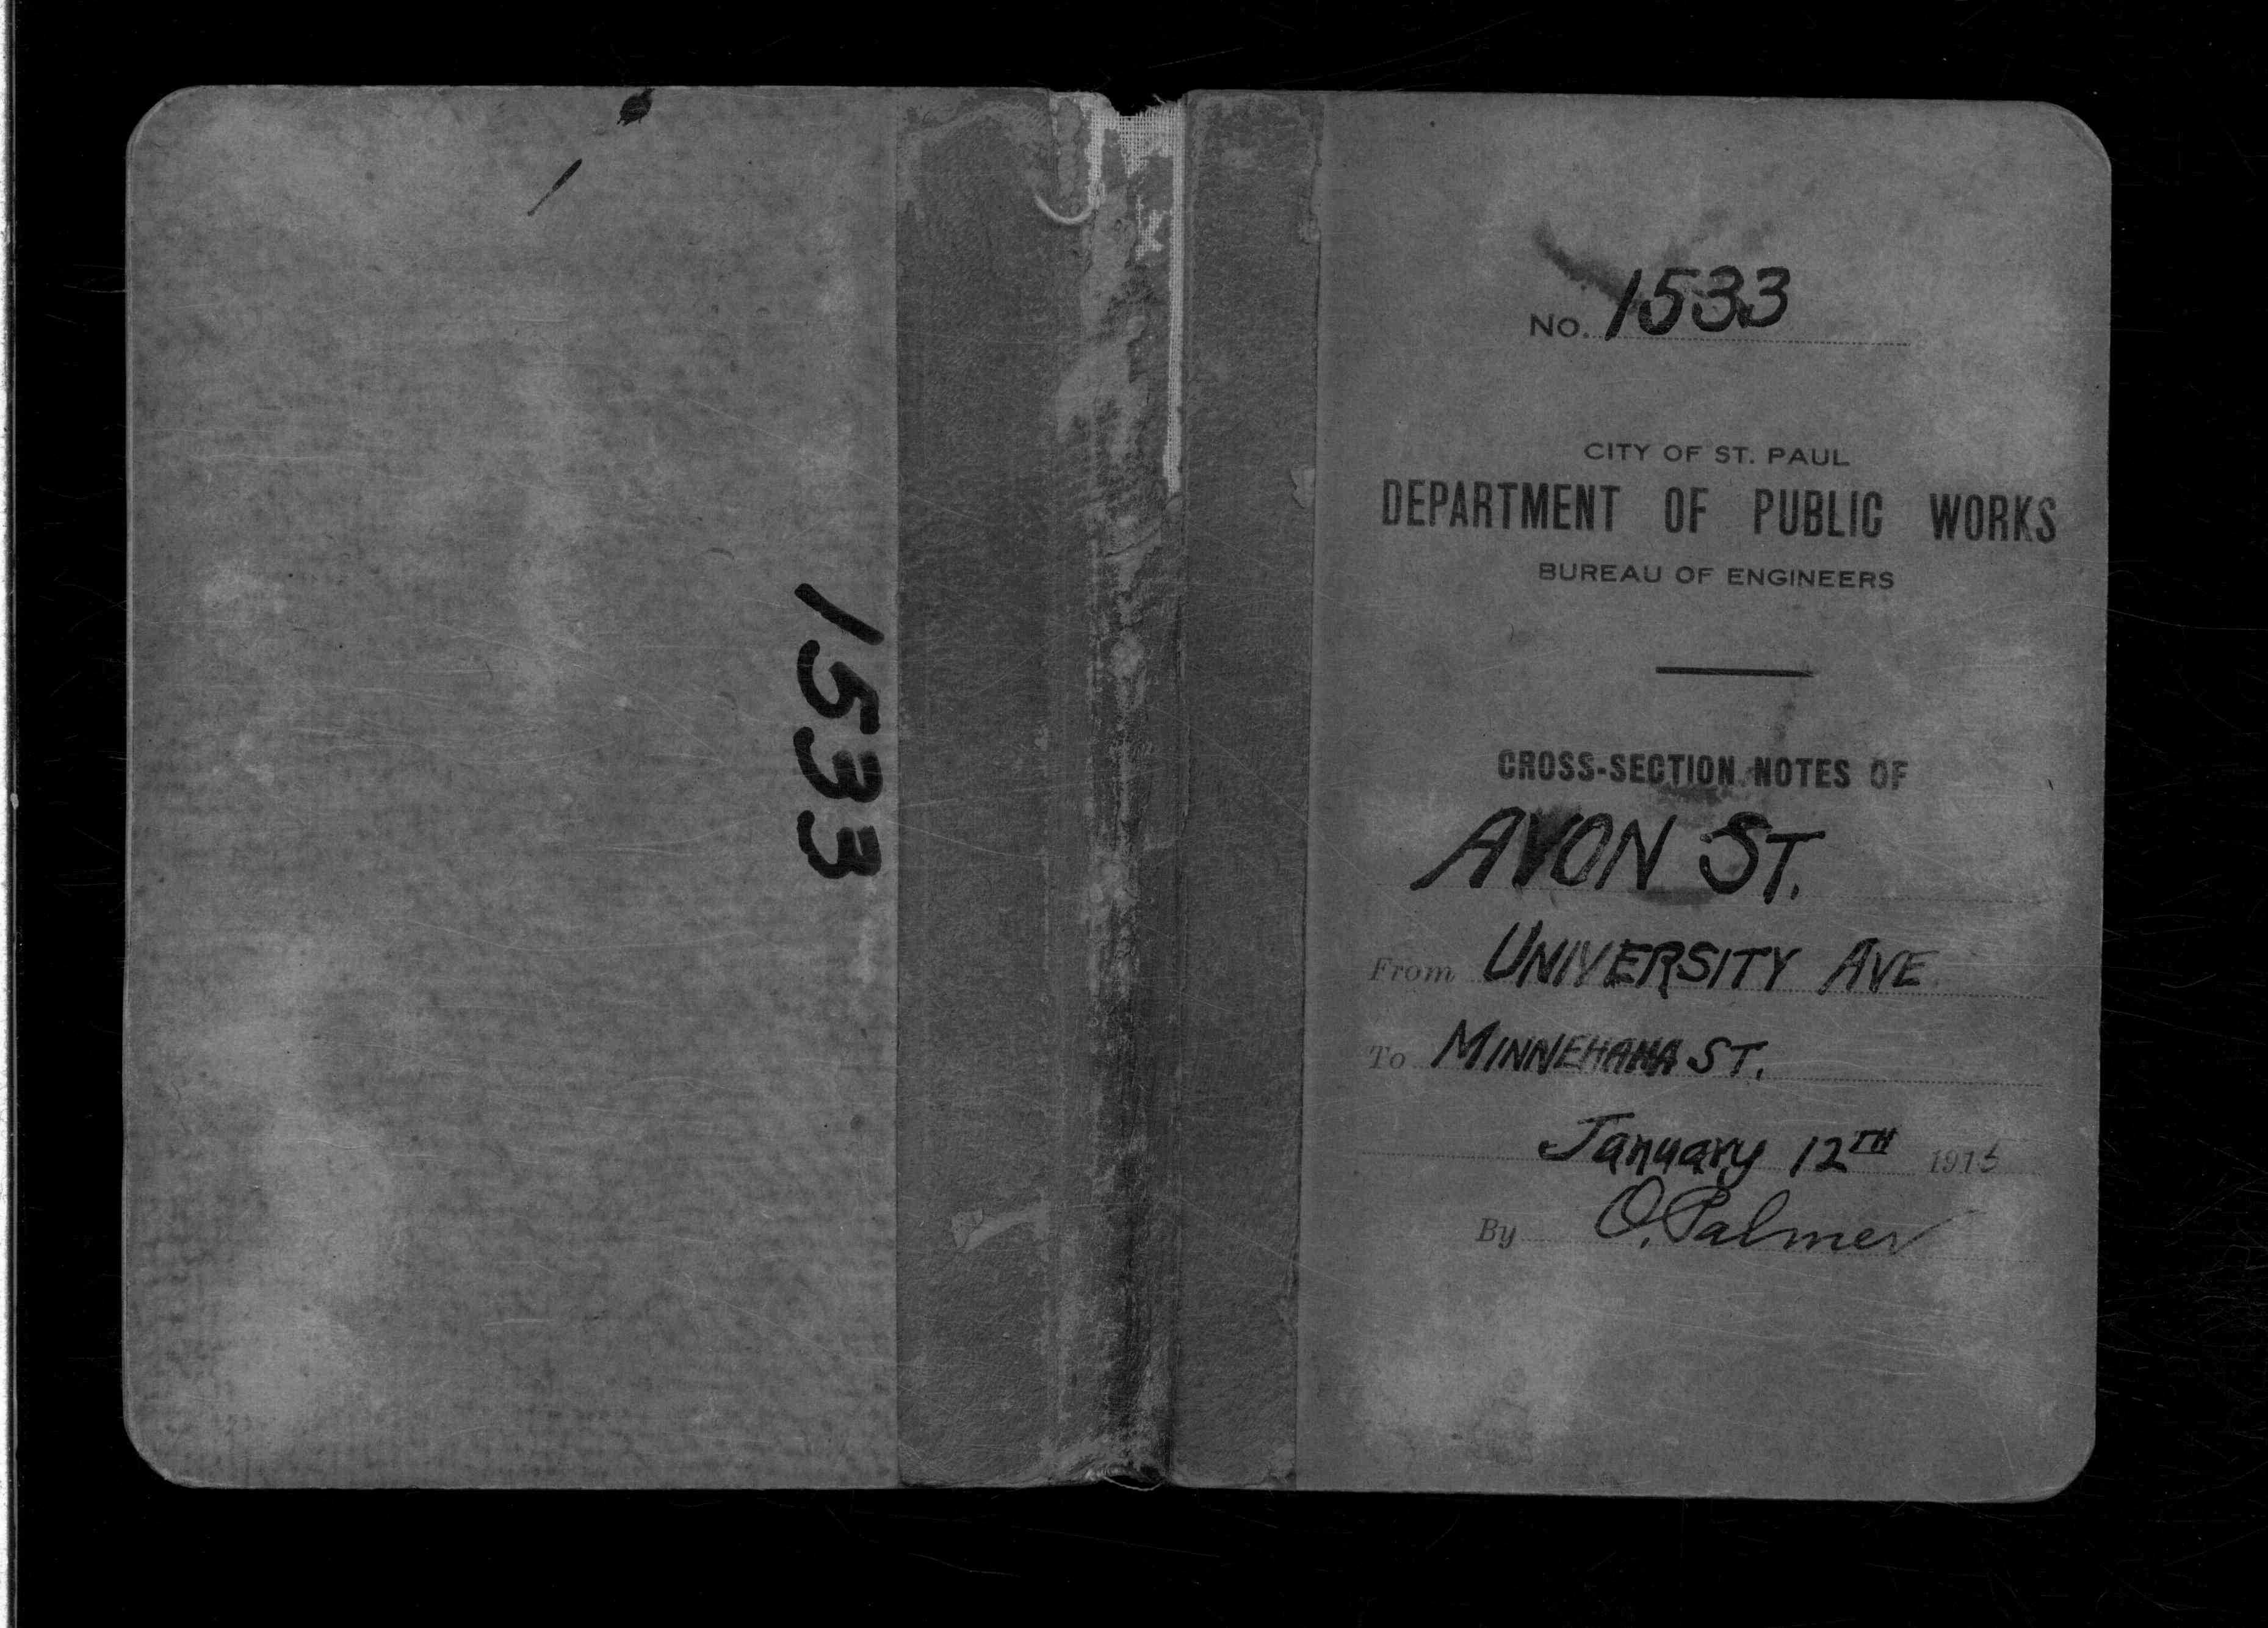 1533
No. 1533
CITY OF ST. PAUL
DEPARTMENT OF PUBLIC WORKS
BUREAU OF ENGINEERS
CROSS-SECTION NOTES OF
AVON ST.
From UNIVERSITY AVE.
To MINNEHAHA ST.
January 12TH 1915
By O. Palmer